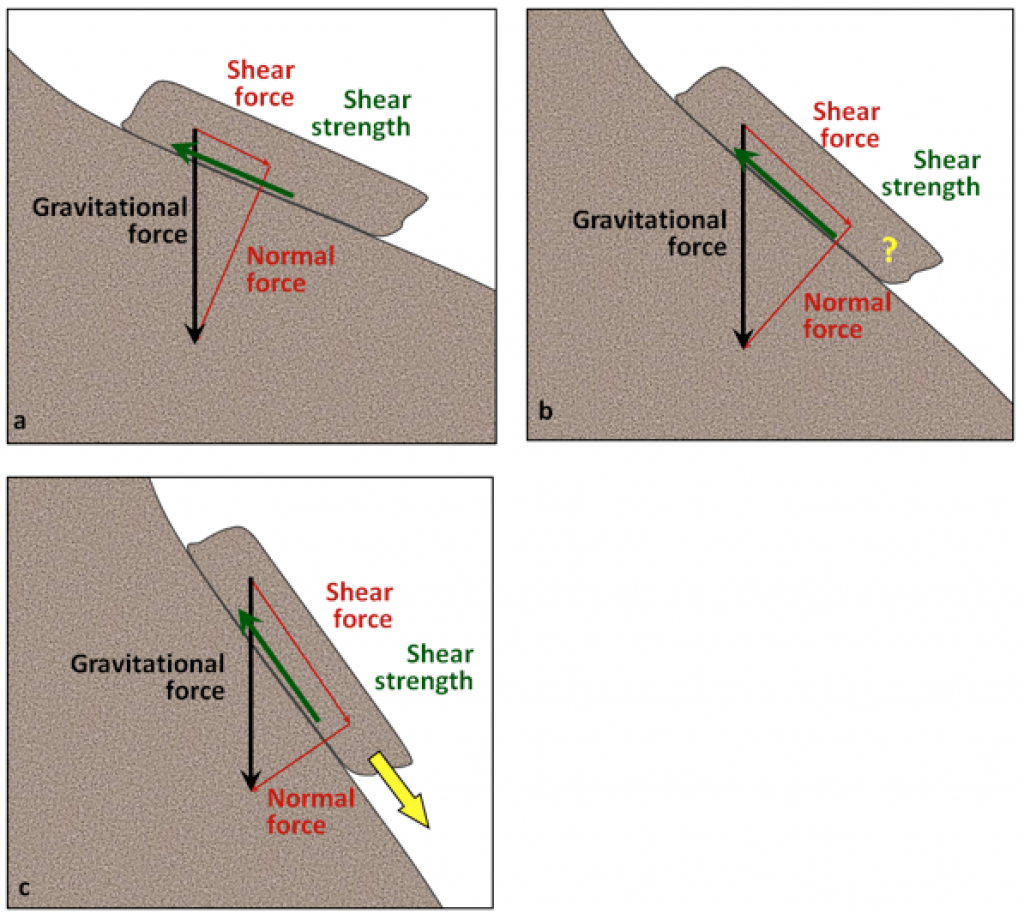 Shear
force
Shear
strength
Gravitational
force
Normal
force
a
Shear
force
Shear
strength
Gravitational
force
?
Normal
force
b
Shear
force
Shear
strength
Gravitational
force
Normal
force
c